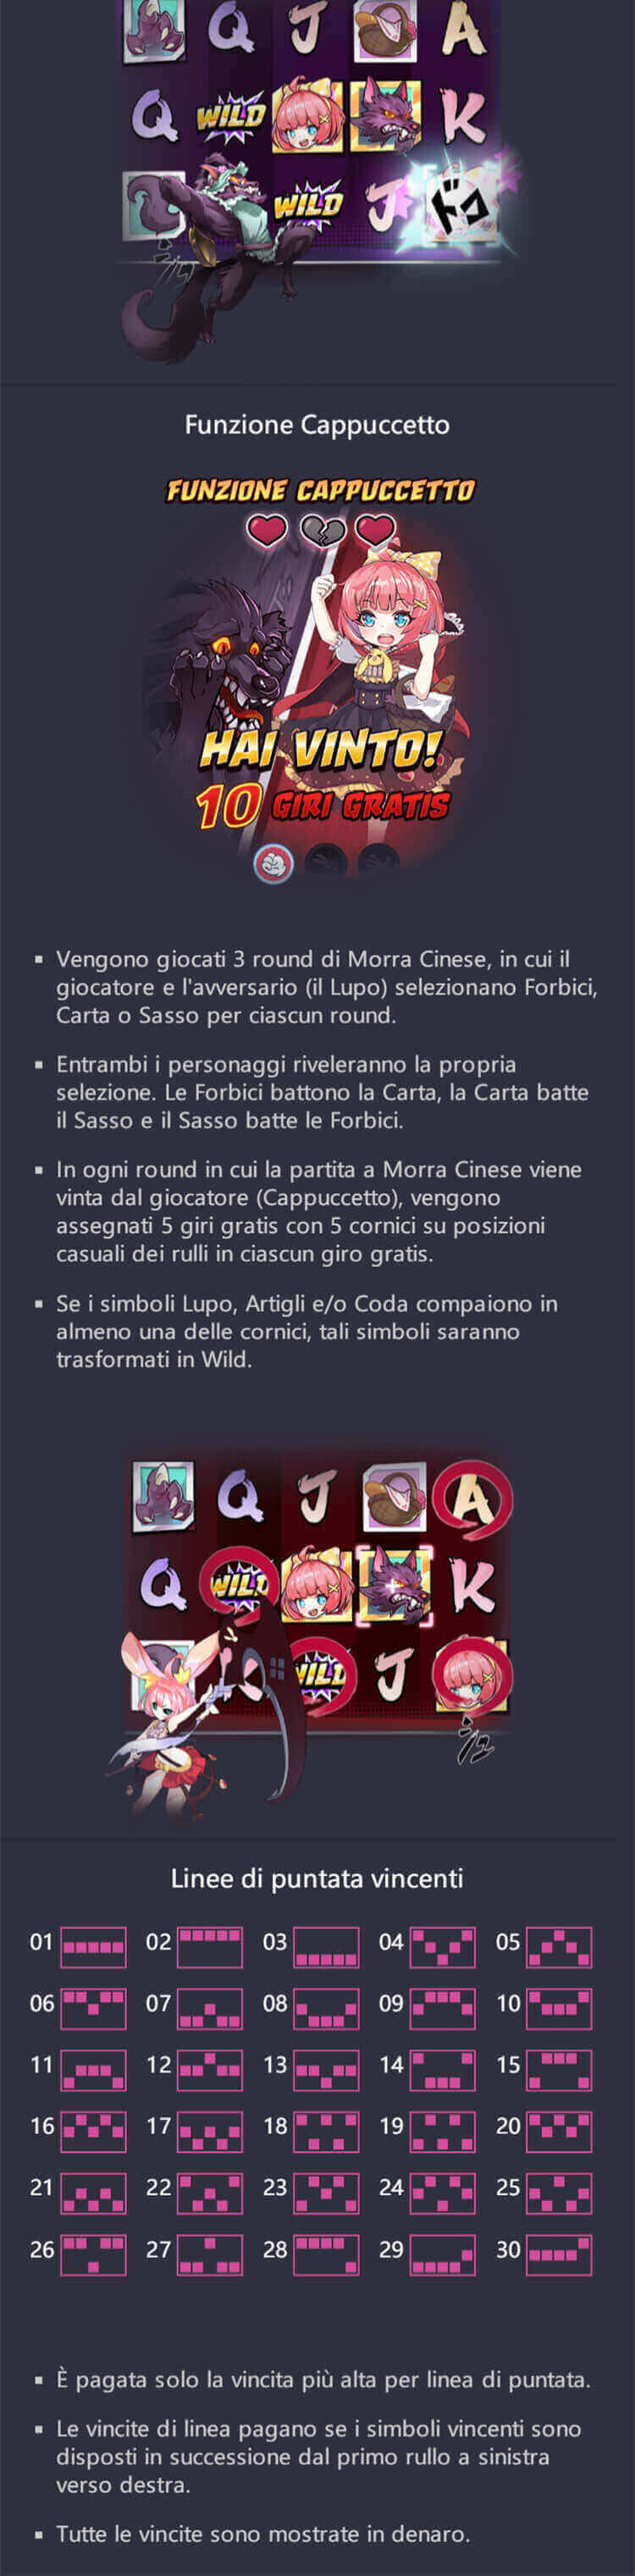 Q J A
Q WILD K
WILD J ドコ
Funzione Cappuccetto
FUNZIONE CAPPUCCETTO
HAI VINTO!
10 GIRI GRATIS
▪ Vengono giocati 3 round di Morra Cinese, in cui il
giocatore e l'avversario (il Lupo) selezionano Forbici,
Carta o Sasso per ciascun round.
▪ Entrambi i personaggi riveleranno la propria
selezione. Le Forbici battono la Carta, la Carta batte
il Sasso e il Sasso batte le Forbici.
▪ In ogni round in cui la partita a Morra Cinese viene
vinta dal giocatore (Cappuccetto), vengono
assegnati 5 giri gratis con 5 cornici su posizioni
casuali dei rulli in ciascun giro gratis.
▪ Se i simboli Lupo, Artigli e/o Coda compaiono in
almeno una delle cornici, tali simboli saranno
trasformati in Wild.
Q J A
Q WILD K
WILD J
Linee di puntata vincenti
01 02 03 04 05
06 07 08 09 10
11 12 13 14 15
16 17 18 19 20
21 22 23 24 25
26 27 28 29 30
▪ È pagata solo la vincita più alta per linea di puntata.
▪ Le vincite di linea pagano se i simboli vincenti sono
disposti in successione dal primo rullo a sinistra
verso destra.
▪ Tutte le vincite sono mostrate in denaro.